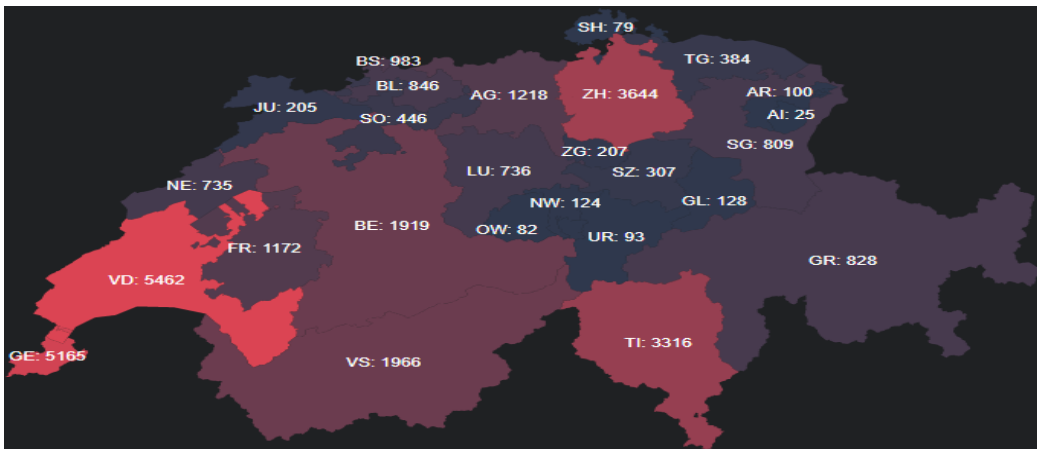 SH: 79
BS: 983
TG: 384
BL: 846
AG: 1218
ZH: 3644
AR: 100
JU: 205
SO: 446
AI: 25
SG: 809
ZG: 207
LU: 736
SZ: 307
NE: 735
NW: 124
GL: 128
BE: 1919
OW: 82
UR: 93
FR: 1172
GR: 828
VD: 5462
TI: 3316
GE: 5165
VS: 1966